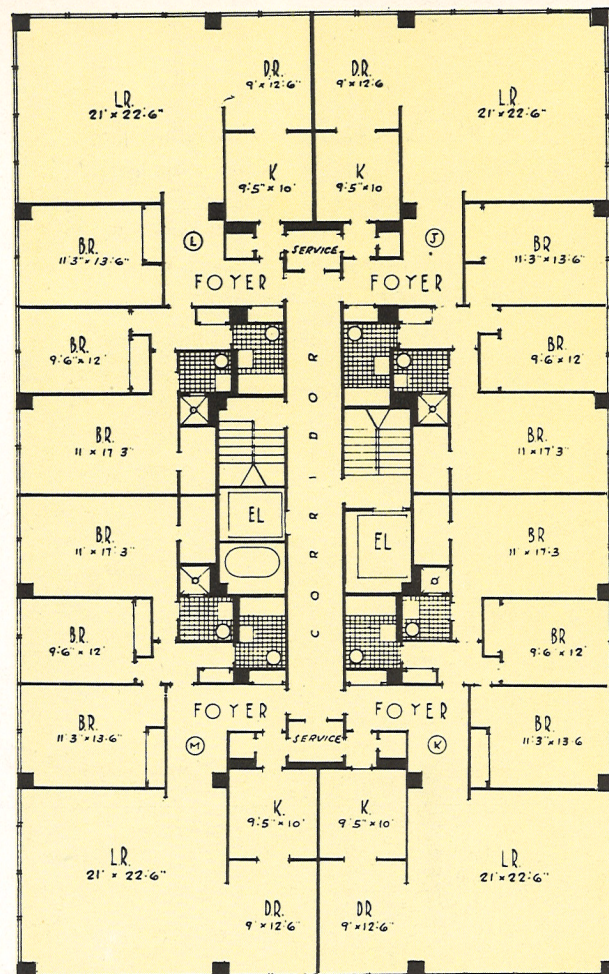 D.R.
9' × 12'6"
D.R.
9' × 12'6
L.R.
21' × 22'-6"
L.R.
21' × 22'-6"
K
9'-5" × 10'
K
9'-5" × 10
B.R.
11'3" × 13'-6"
L
SERVICE
J
BR
11'3" × 13'-6"
FOYER
FOYER
B.R.
9'-6" × 12'
BR.
9'-6" × 12'
BR.
11 × 17'3"
CORRIDOR
BR.
11 × 17'3"
EL
EL
B.R.
11' × 17'3"
BR
11' × 17'-3
B.R.
9'-6" × 12'
BR
9'-6" × 12'
FOYER
FOYER
B.R.
11'3" × 13'-6"
M
SERVICE
K
BR.
11'3" × 13'6
K.
9'-5" × 10'
K.
9'-5" × 10'
L.R.
21' × 22'-6"
L.R.
21' × 22'-6"
D.R.
9' × 12'-6"
DR
9' × 12'-6"